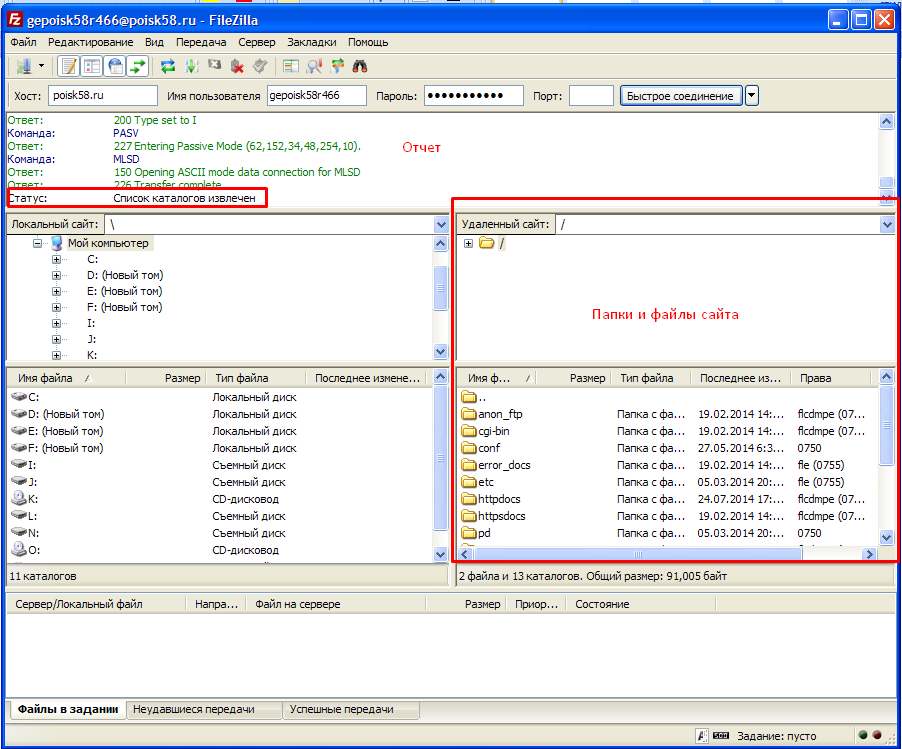 gepoisk58r466@poisk58.ru - FileZilla
Файл Редактирование Вид Передача Сервер Закладки Помощь
Хост: poisk58.ru Имя пользователя gepoisk58r466 Пароль: ●●●●●●●●●●● Порт: Быстрое соединение
Ответ: 200 Type set to I
Команда: PASV
Ответ: 227 Entering Passive Mode (62,152,34,48,254,10).
Отчет
Команда: MLSD
Ответ: 150 Opening ASCII mode data connection for MLSD
Ответ: 226 Transfer complete
Статус: Список каталогов извлечен
Локальный сайт: \
Мой компьютер
C:
D: (Новый том)
E: (Новый том)
F: (Новый том)
I:
J:
K:
Удаленный сайт: /
/
Папки и файлы сайта
Имя файла / Размер Тип файла Последнее измене...
C: Локальный диск
D: (Новый том) Локальный диск
E: (Новый том) Локальный диск
F: (Новый том) Локальный диск
I: Съемный диск
J: Съемный диск
K: CD-дисковод
L: Съемный диск
N: Съемный диск
O: CD-дисковод
11 каталогов
Имя ф... / Размер Тип файла Последнее из... Права
..
anon_ftp Папка с фа... 19.02.2014 14:... flcdmpe (07...
cgi-bin Папка с фа... 19.02.2014 14:... flcdmpe (07...
conf Папка с фа... 27.05.2014 6:3... 0750
error_docs Папка с фа... 19.02.2014 14:... fle (0755)
etc Папка с фа... 05.03.2014 20:... fle (0755)
httpdocs Папка с фа... 24.07.2014 17:... flcdmpe (07...
httpsdocs Папка с фа... 19.02.2014 14:... flcdmpe (07...
pd Папка с фа... 05.03.2014 20:... 0750
2 файла и 13 каталогов. Общий размер: 91,005 байт
Сервер/Локальный файл Напра... Файл на сервере Размер Приор... Состояние
Файлы в задании Неудавшиеся передачи Успешные передачи
Задание: пусто